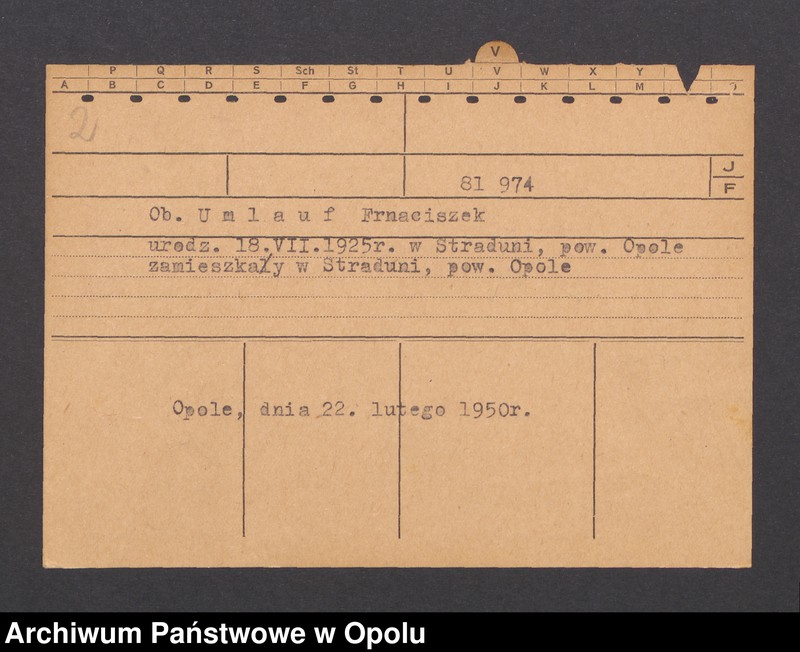 V
P Q R S Sch St T U V W X Y
A B C D E F G H I J K L M
2
81 974
J
F
Ob. U m l a u f Frnaciszek
urodz. 18.VII.1925r. w Straduni, pow. Opole
zamieszkały w Straduni, pow. Opole
Opole, dnia 22. lutego 1950r.
Archiwum Państwowe w Opolu